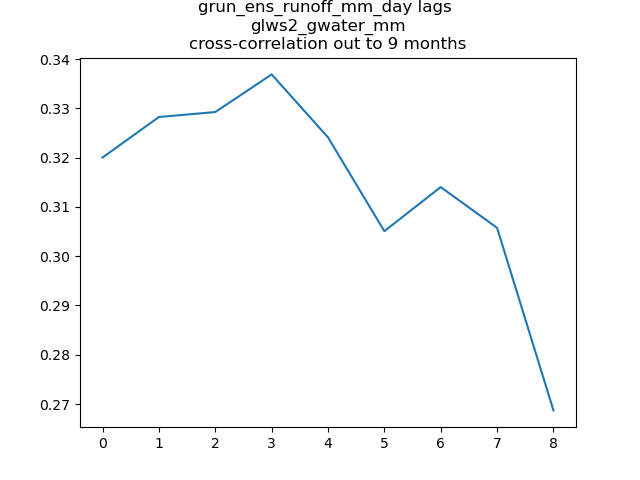 grun_ens_runoff_mm_day lags
glws2_gwater_mm
cross-correlation out to 9 months
0.34
0.33
0.32
0.31
0.30
0.29
0.28
0.27
0 1 2 3 4 5 6 7 8